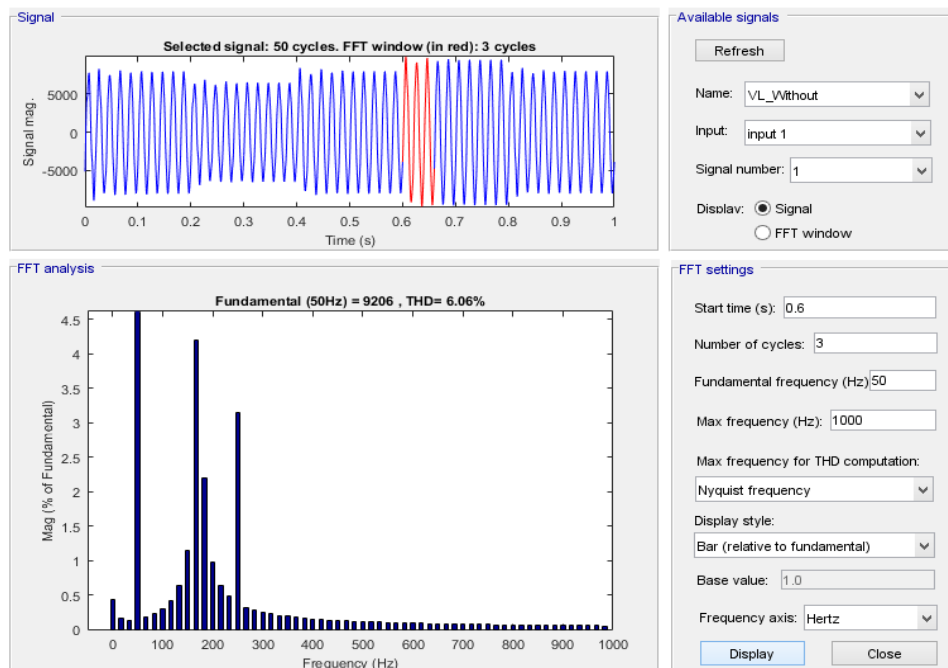 Signal
Selected signal: 50 cycles. FFT window (in red): 3 cycles
5000
0
-5000
Signal mag.
0 0.1 0.2 0.3 0.4 0.5 0.6 0.7 0.8 0.9 1
Time (s)
Available signals
Refresh
Name: VL_Without
Input: input 1
Signal number: 1
Display: Signal
FFT window
FFT analysis
Fundamental (50Hz) = 9206 , THD= 6.06%
4.5
4
3.5
3
2.5
2
1.5
1
0.5
0
Mag (% of Fundamental)
0 100 200 300 400 500 600 700 800 900 1000
Frequency (Hz)
FFT settings
Start time (s): 0.6
Number of cycles: 3
Fundamental frequency (Hz) 50
Max frequency (Hz): 1000
Max frequency for THD computation:
Nyquist frequency
Display style:
Bar (relative to fundamental)
Base value: 1.0
Frequency axis: Hertz
Display Close